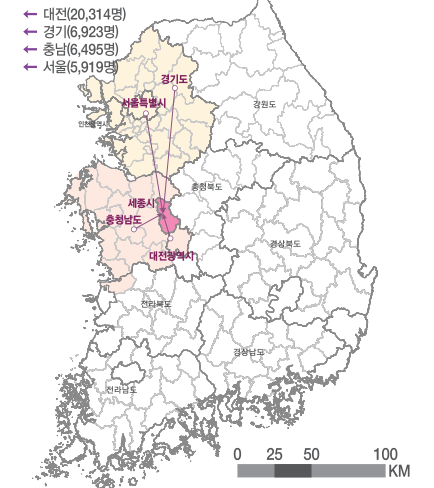 ← 대전(20,314명)
← 경기(6,923명)
← 충남(6,495명)
← 서울(5,919명)
경기도
서울특별시
강원도
인천광역시
충청북도
세종시
충청남도
경상북도
대전광역시
전라북도
경상남도
전라남도
0 25 50 100
KM